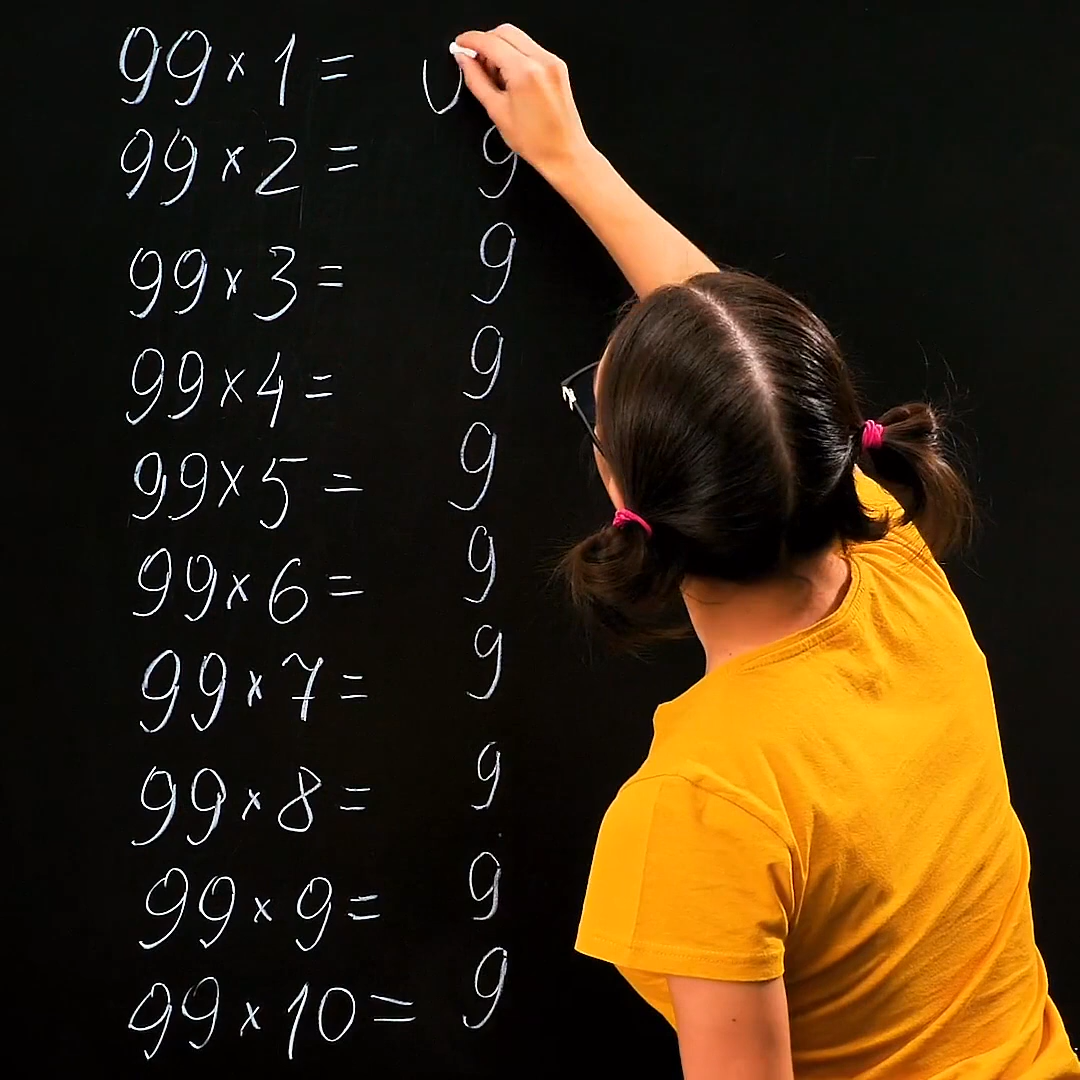 99 × 1 =
99 × 2 = 9
99 × 3 = 9
99 × 4 = 9
99 × 5 = 9
99 × 6 = 9
99 × 7 = 9
99 × 8 = 9
99 × 9 = 9
99 × 10 = 9